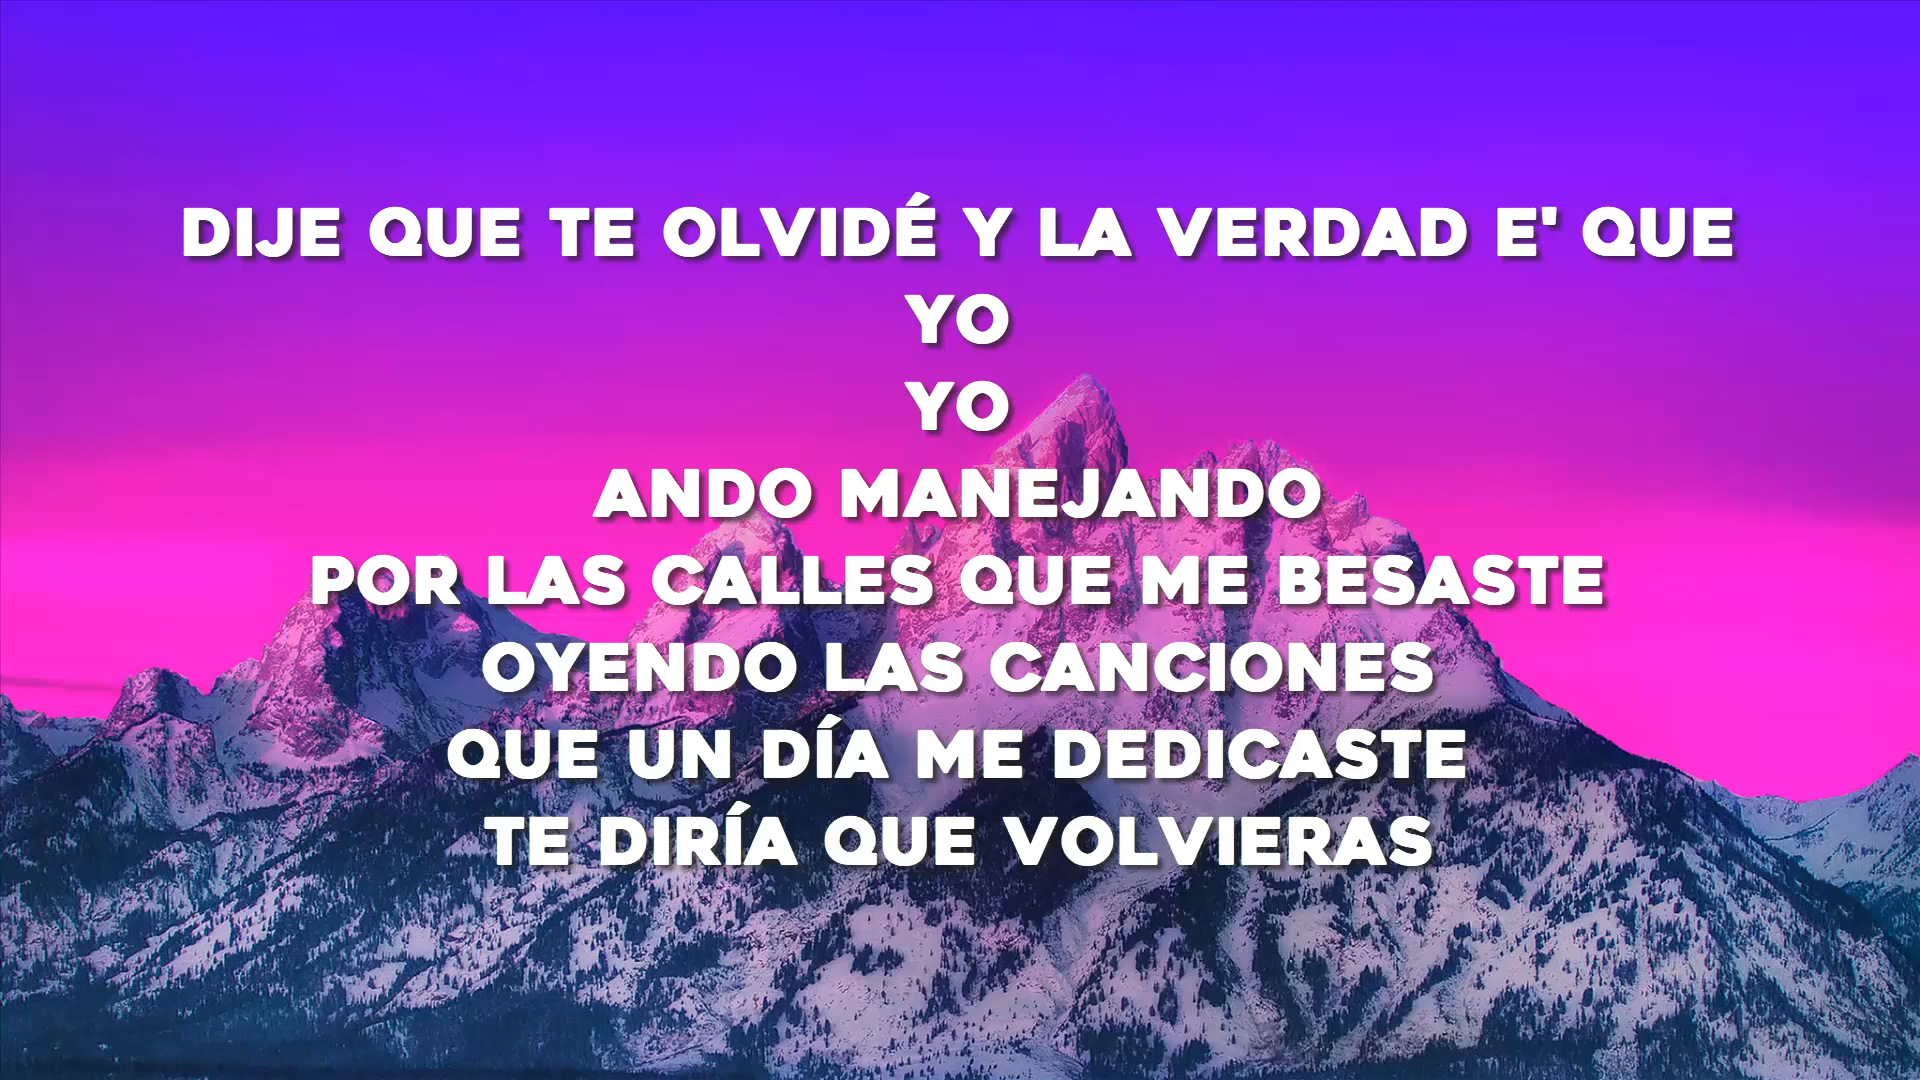 DIJE QUE TE OLVIDÉ Y LA VERDAD E' QUE
YO
YO
ANDO MANEJANDO
POR LAS CALLES QUE ME BESASTE
OYENDO LAS CANCIONES
QUE UN DÍA ME DEDICASTE
TE DIRÍA QUE VOLVIERAS